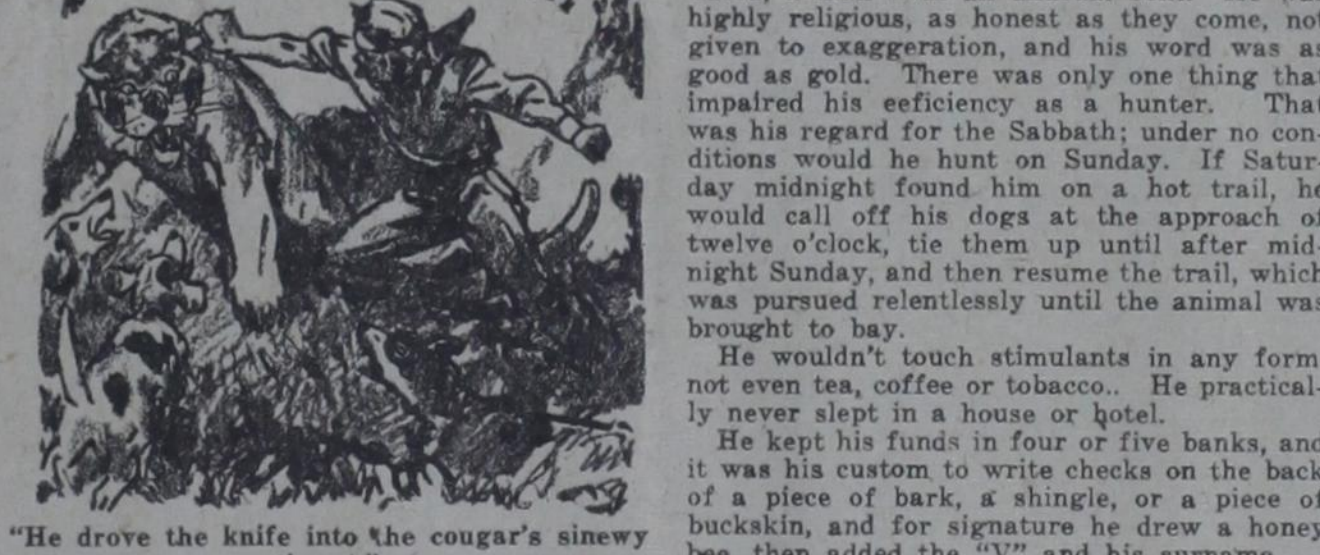 highly religious, as honest as they come, not
given to exaggeration, and his word was as
good as gold. There was only one thing that
impaired his eeficiency as a hunter. That
was his regard for the Sabbath; under no con-
ditions would he hunt on Sunday. If Satur-
day midnight found him on a hot trail, he
would call off his dogs at the approach of
twelve o'clock, tie them up until after mid-
night Sunday, and then resume the trail, which
was pursued relentlessly until the animal was
brought to bay.
He wouldn't touch stimulants in any form
not even tea, coffee or tobacco.. He practical-
ly never slept in a house or hotel.
He kept his funds in four or five banks, and
it was his custom to write checks on the back
of a piece of bark, a shingle, or a piece of
buckskin, and for signature he drew a honey
bee, then added the "V" and his
"He drove the knife into the cougar's sinewy